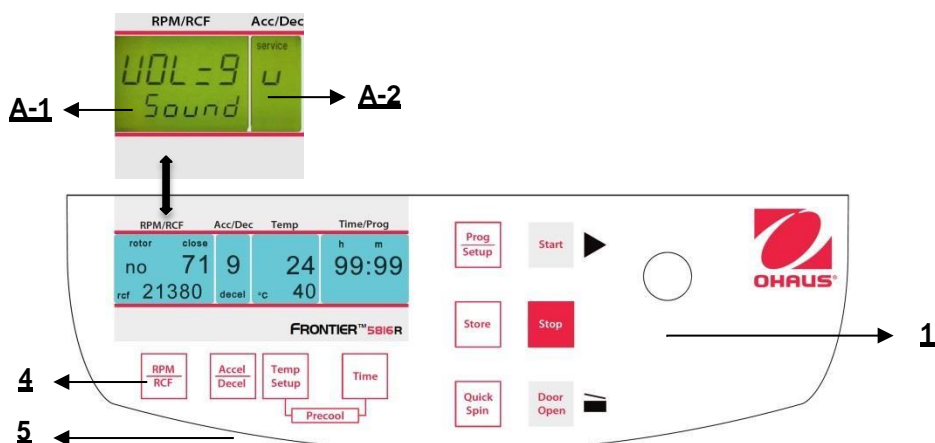 RPM/RCF Acc/Dec
service
VOL=9 u
Sound
A-1
A-2
RPM/RCF Acc/Dec Temp Time/Prog
rotor close h m
no 71 9 24 99:99
rcf 21380 decel °C 40
FRONTIER™5816R
RPM
RCF
Accel
Decel
Temp
Setup
Time
Precool
Prog
Setup
Start
Store
Stop
Quick
Spin
Door
Open
OHAUS®
1
4
5